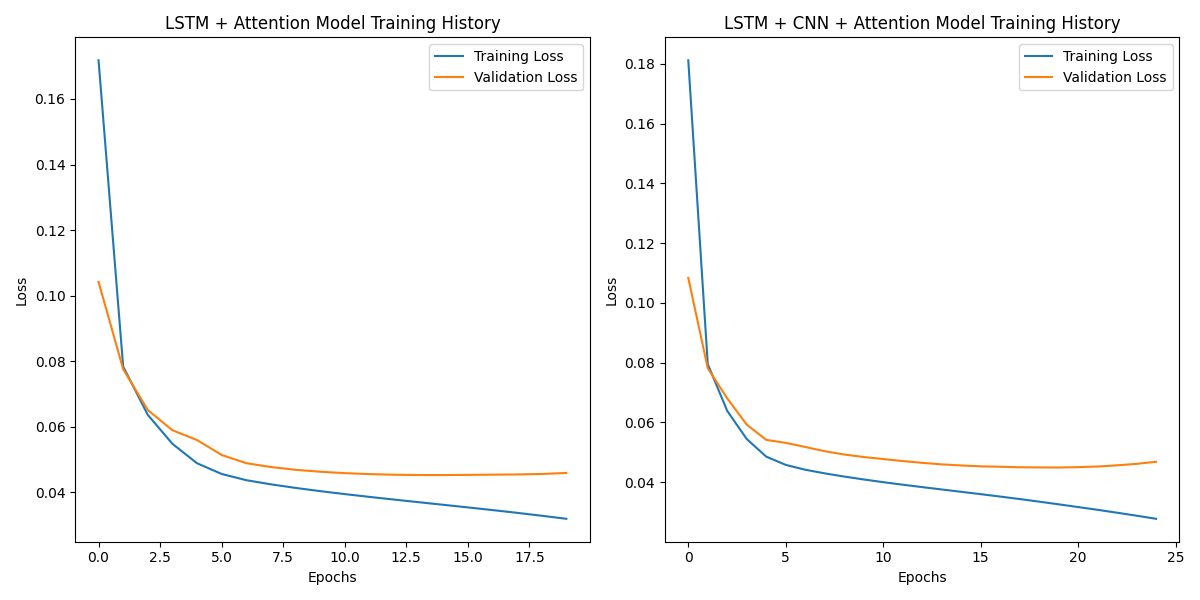 LSTM + Attention Model Training History
Training Loss
Validation Loss
0.16
0.14
0.12
0.10
0.08
0.06
0.04
Loss
0.0 2.5 5.0 7.5 10.0 12.5 15.0 17.5
Epochs
LSTM + CNN + Attention Model Training History
Training Loss
Validation Loss
0.18
0.16
0.14
0.12
0.10
0.08
0.06
0.04
Loss
0 5 10 15 20 25
Epochs